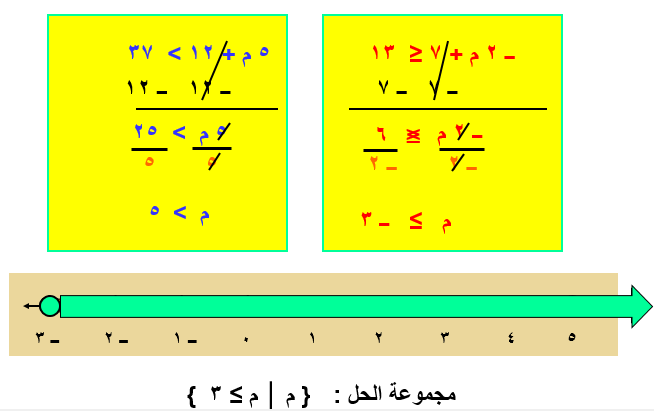 – ٢ م + ٧ ≥ ١٣
– ٧ – ٧
– ٢ م ≥ ٦
– ٢ – ٢
م ≤ – ٣
٥ م + ١٢ < ٣٧
– ١٢ – ١٢
٥ م < ٢٥
٥ ٥
م < ٥
– ٣ – ٢ – ١ ٠ ١ ٢ ٣ ٤ ٥
مجموعة الحل : { م | م ≤ ٣ }